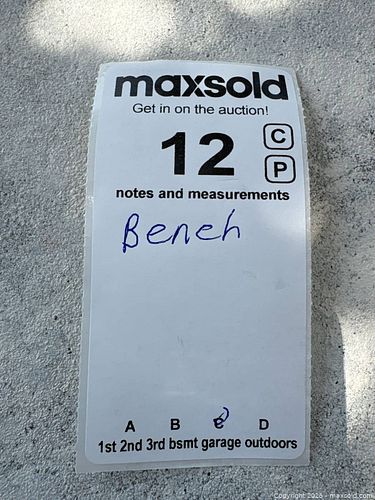 maxsold
Get in on the auction!
12 C
P
notes and measurements
Bench
A B C D
1st 2nd 3rd bsmt garage outdoors
Copyright 2025 - maxsold.com